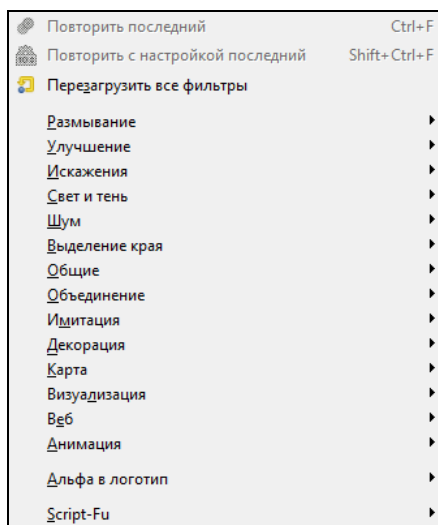 Повторить последний Ctrl+F
Повторить с настройкой последний Shift+Ctrl+F
Перезагрузить все фильтры
Размывание
Улучшение
Искажения
Свет и тень
Шум
Выделение края
Общие
Объединение
Имитация
Декорация
Карта
Визуализация
Веб
Анимация
Альфа в логотип
Script-Fu